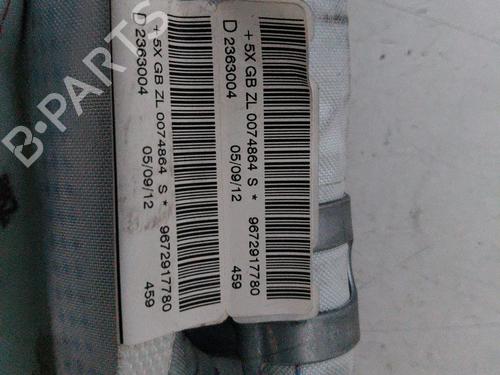 + 5X GB ZL 0074864 S * 9672917780
D 2363004 05/09/12 459
+ 5X GB ZL 0074864 S * 9672917780
D 2363004 05/09/12 459
B-PARTS